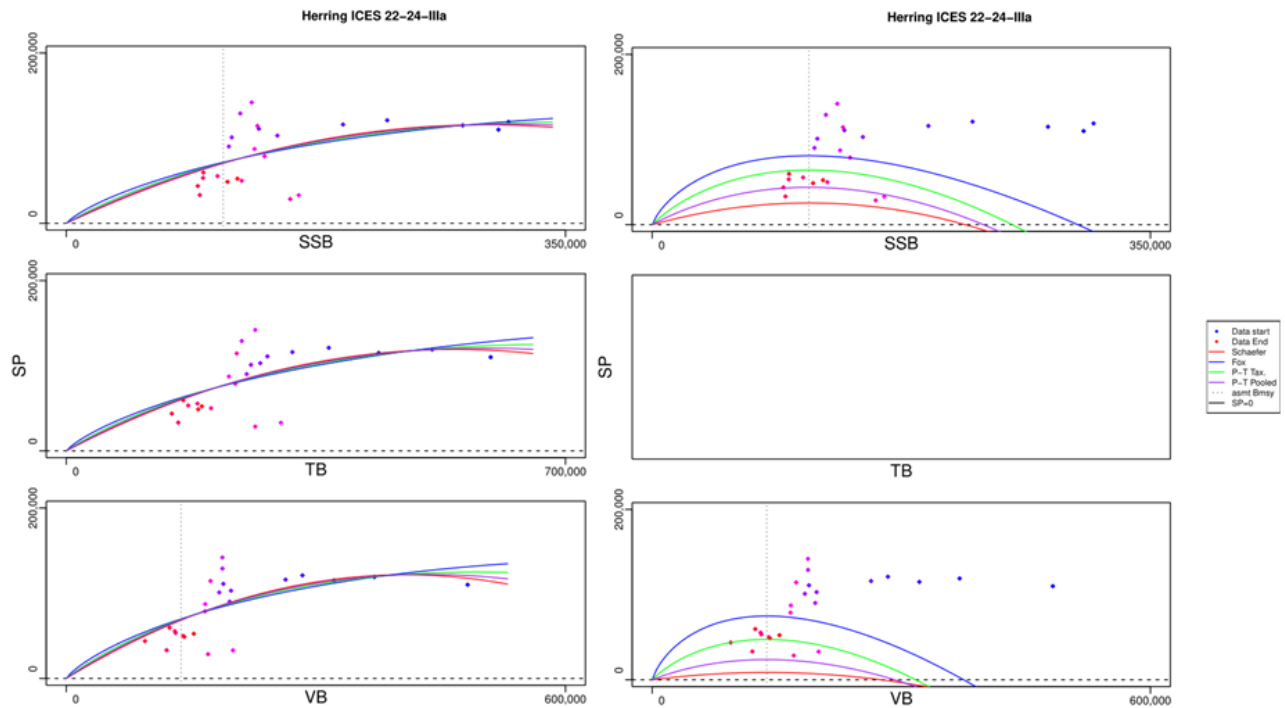 Herring ICES 22−24−IIIa
Herring ICES 22−24−IIIa
200,000
0
0
SSB
350,000
200,000
0
0
SSB
350,000
SP
200,000
0
0
TB
700,000
SP
TB
Data start
Data End
Schaefer
Fox
P−T Tax.
P−T Pooled
asmt Bmsy
SP=0
200,000
0
0
VB
600,000
200,000
0
0
VB
600,000